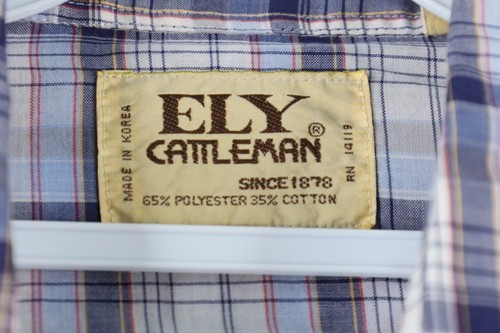 ELY
CATTLEMAN®
SINCE 1878
65% POLYESTER 35% COTTON
MADE IN KOREA
RN 14119